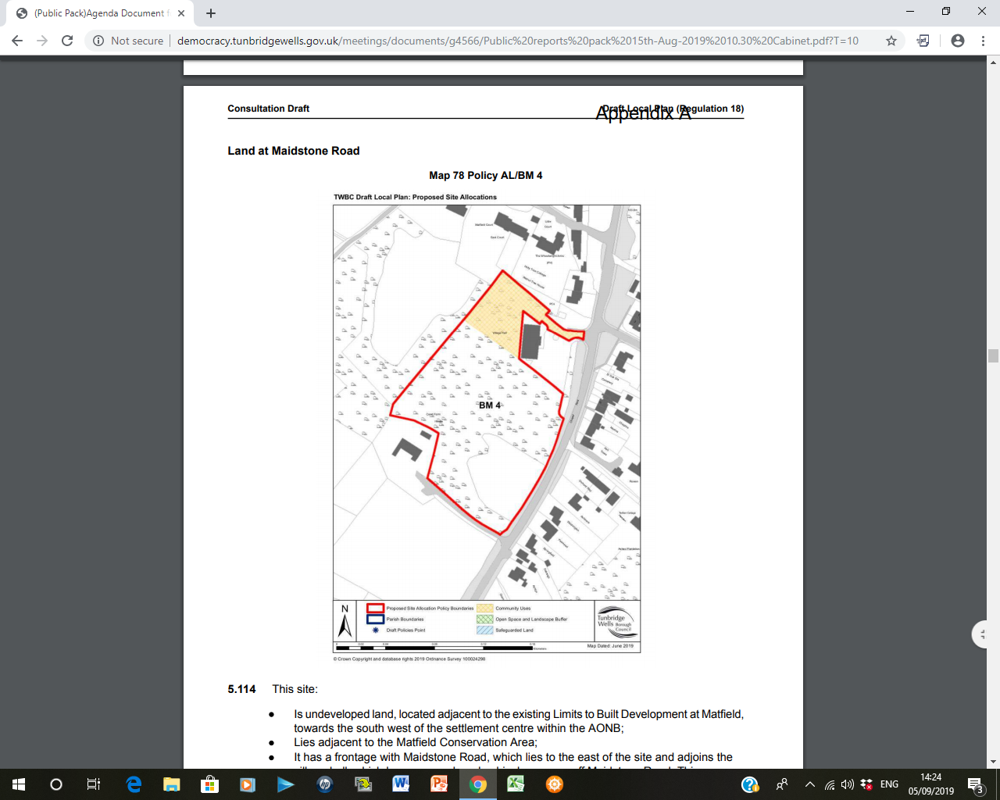 (Public Pack)Agenda Document f
Not secure
democracy.tunbridgewells.gov.uk/meetings/documents/g4566/Public%20reports%20pack%2015th-Aug-2019%2010.30%20Cabinet.pdf?T=10
Consultation Draft
Draft Local Plan (Regulation 18)
Appendix A
Land at Maidstone Road
Map 78 Policy AL/BM 4
TWBC Draft Local Plan: Proposed Site Allocations
Matfield Court
Village Hall
BM 4
N
Proposed Site Allocation Policy Boundaries
Parish Boundaries
Draft Policies Point
Community Uses
Open Space and Landscape Buffer
Safeguarded Land
Tunbridge
Wells Borough
Council
Map Dated: June 2019
© Crown Copyright and database rights 2019 Ordnance Survey 100024298
5.114 This site:
• Is undeveloped land, located adjacent to the existing Limits to Built Development at Matfield,
towards the south west of the settlement centre within the AONB;
• Lies adjacent to the Matfield Conservation Area;
• It has a frontage with Maidstone Road, which lies to the east of the site and adjoins the
ENG
14:24
05/09/2019
3